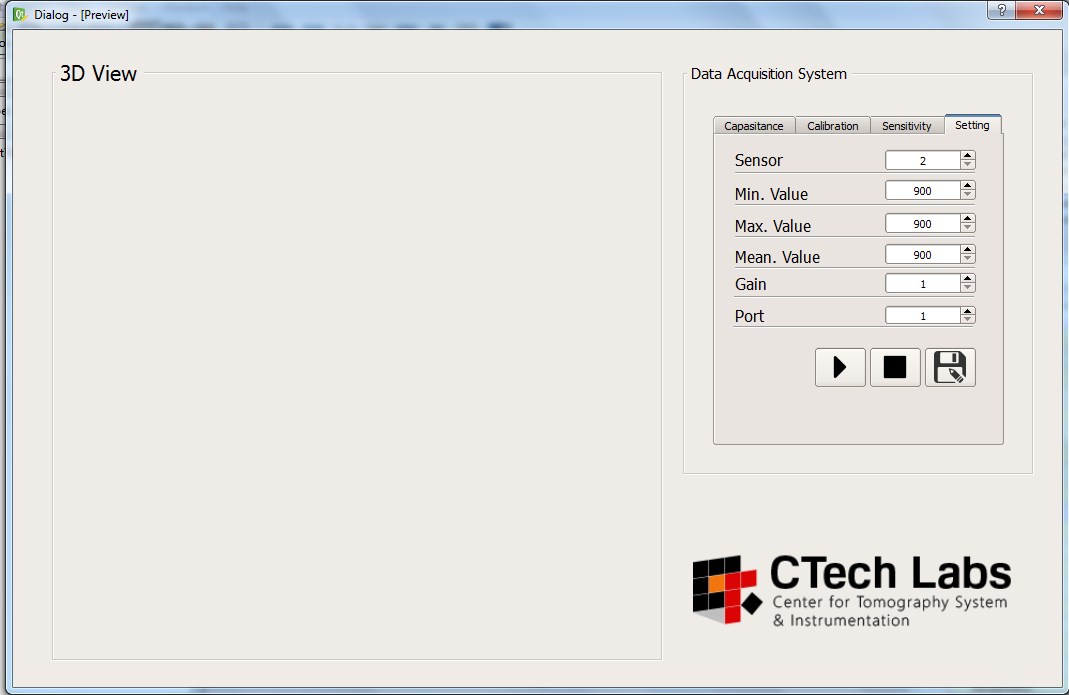 Dialog - [Preview]
3D View
Data Acquisition System
Capasitance Calibration Sensitivity Setting
Sensor 2
Min. Value 900
Max. Value 900
Mean. Value 900
Gain 1
Port 1
CTech Labs
Center for Tomography System
& Instrumentation